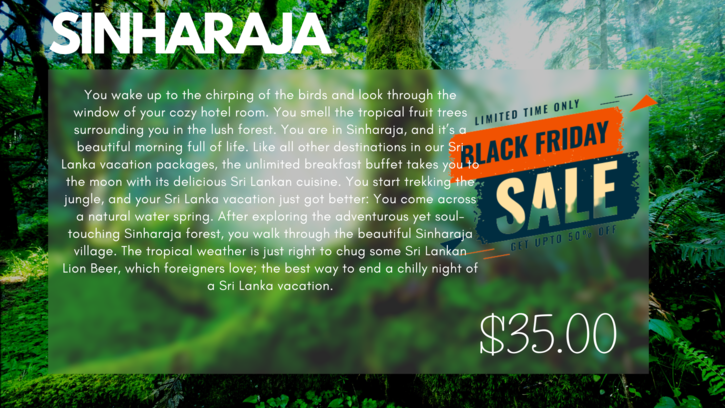 SINHARAJA
You wake up to the chirping of the birds and look through the
window of your cozy hotel room. You smell the tropical fruit trees
surrounding you in the lush forest. You are in Sinharaja, and it's a
beautiful morning full of life. Like all other destinations in our Sri
Lanka vacation packages, the unlimited breakfast buffet takes you to
the moon with its delicious Sri Lankan cuisine. You start trekking the
jungle, and your Sri Lanka vacation just got better: You come across
a natural water spring. After exploring the adventurous yet soul-
touching Sinharaja forest, you walk through the beautiful Sinharaja
village. The tropical weather is just right to chug some Sri Lankan
Lion Beer, which foreigners love; the best way to end a chilly night of
a Sri Lanka vacation.
LIMITED TIME ONLY
BLACK FRIDAY
SALE
GET UPTO 50% OFF
$35.00